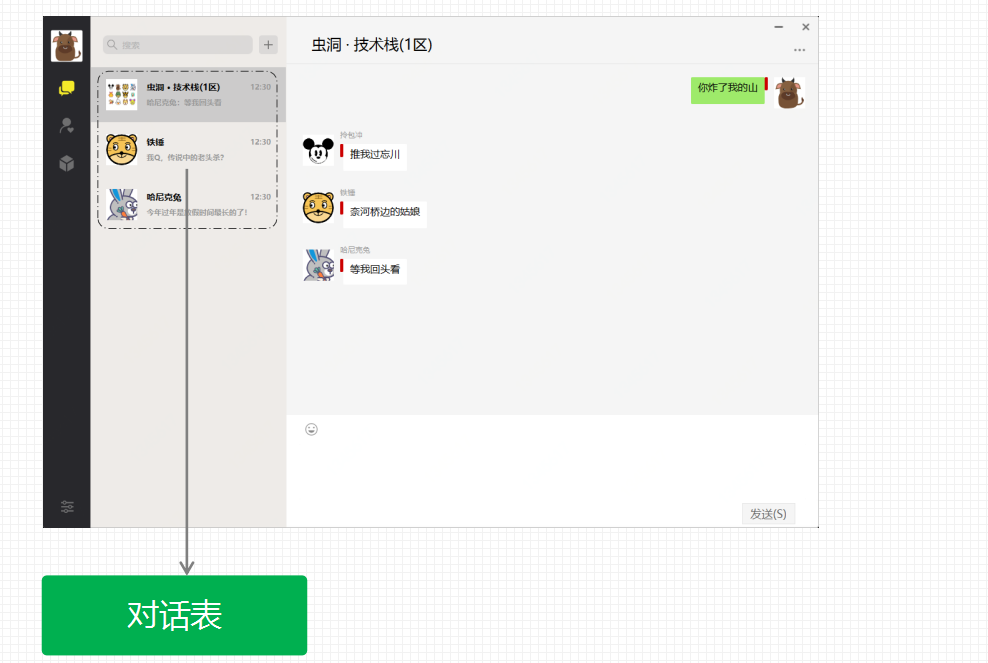 搜索
虫洞 · 技术栈(1区)
12:30
哈尼克兔：等我回头看
铁锤
12:30
我Q，传说中的老头杀?
哈尼克兔
12:30
今年过年是放假时间最长的了!
虫洞 · 技术栈(1区)
你炸了我的山
拎包冲
推我过忘川
铁锤
奈河桥边的姑娘
哈尼克兔
等我回头看
发送(S)
对话表